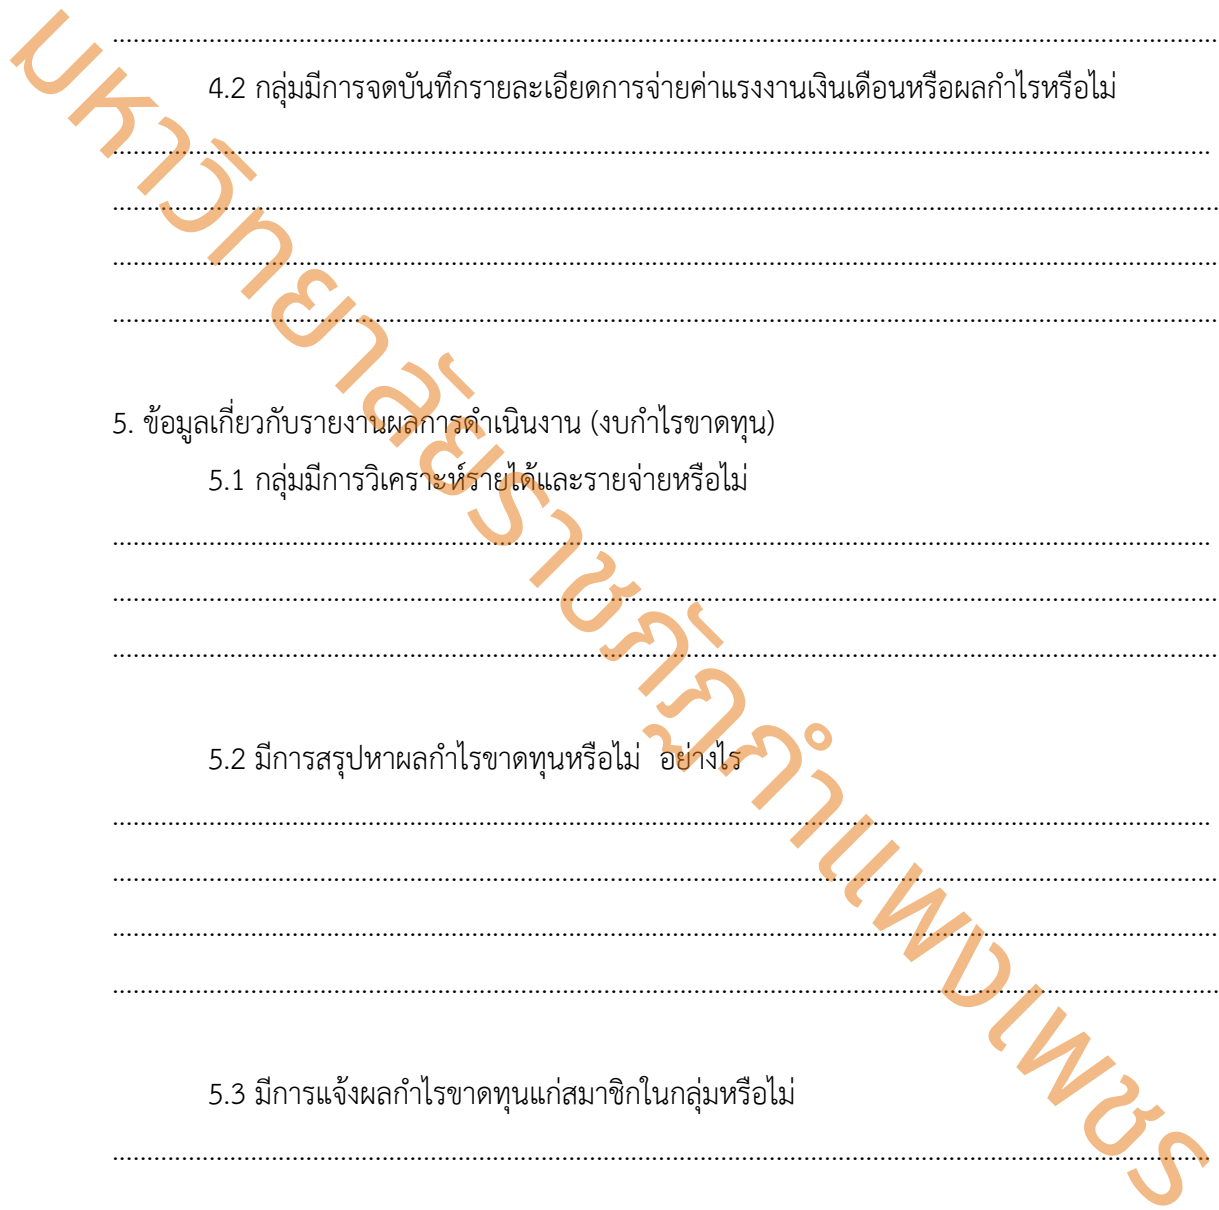 ................................................................................
4.2 กลุ่มมีการจดบันทึกรายละเอียดการจ่ายค่าแรงงานเงินเดือนหรือผลกำไรหรือไม่
................................................................................
................................................................................
................................................................................
................................................................................
5. ข้อมูลเกี่ยวกับรายงานผลการดำเนินงาน (งบกำไรขาดทุน)
5.1 กลุ่มมีการวิเคราะห์รายได้และรายจ่ายหรือไม่
................................................................................
................................................................................
................................................................................
5.2 มีการสรุปหาผลกำไรขาดทุนหรือไม่ อย่างไร
................................................................................
................................................................................
................................................................................
................................................................................
5.3 มีการแจ้งผลกำไรขาดทุนแก่สมาชิกในกลุ่มหรือไม่
................................................................................
มหาวิทยาลัยราชภัฏกำแพงเพชร